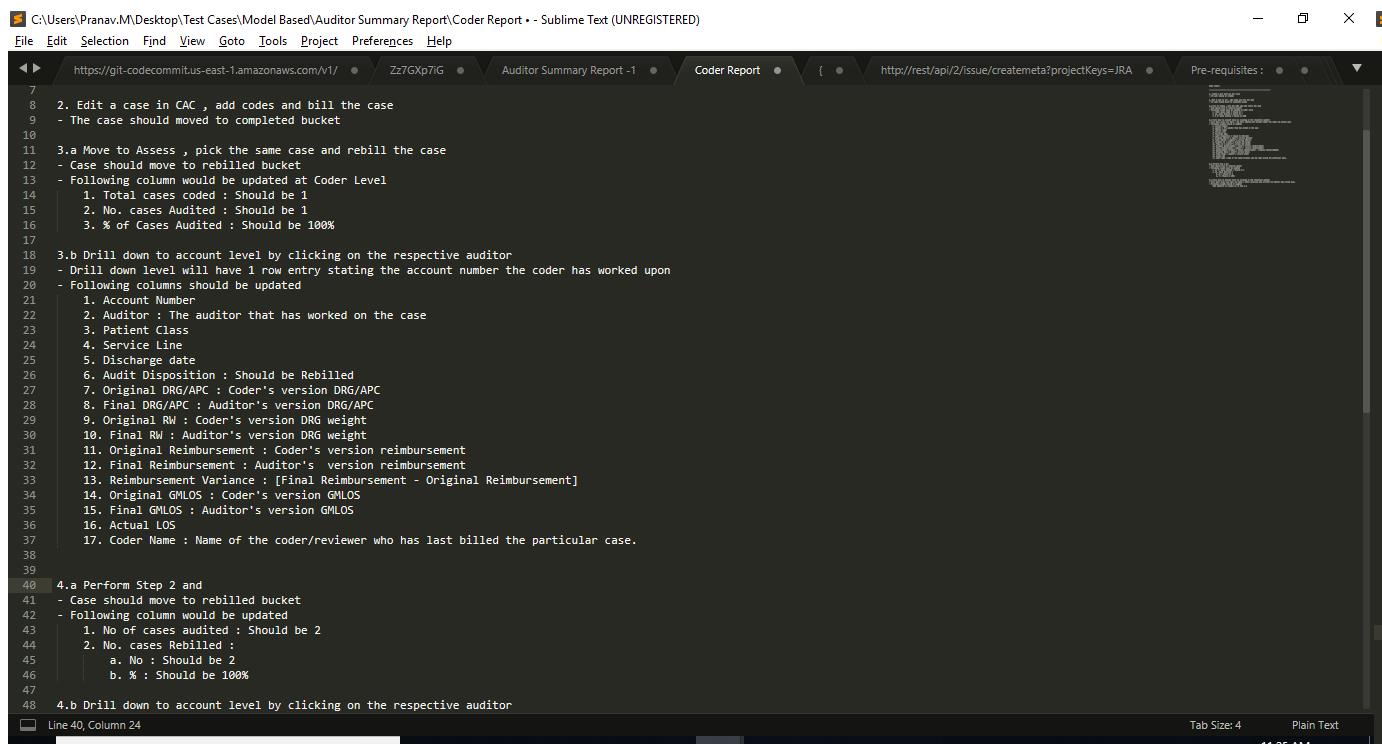 C:\Users\Pranav.M\Desktop\Test Cases\Model Based\Auditor Summary Report\Coder Report • - Sublime Text (UNREGISTERED)
File Edit Selection Find View Goto Tools Project Preferences Help
https://git-codecommit.us-east-1.amazonaws.com/v1/ Zz7GXp7iG Auditor Summary Report -1 Coder Report { http://rest/api/2/issue/createmeta?projectKeys=JRA Pre-requisites :
7
8 2. Edit a case in CAC , add codes and bill the case
9 - The case should moved to completed bucket
10
11 3.a Move to Assess , pick the same case and rebill the case
12 - Case should move to rebilled bucket
13 - Following column would be updated at Coder Level
14 1. Total cases coded : Should be 1
15 2. No. cases Audited : Should be 1
16 3. % of Cases Audited : Should be 100%
17
18 3.b Drill down to account level by clicking on the respective auditor
19 - Drill down level will have 1 row entry stating the account number the coder has worked upon
20 - Following columns should be updated
21 1. Account Number
22 2. Auditor : The auditor that has worked on the case
23 3. Patient Class
24 4. Service Line
25 5. Discharge date
26 6. Audit Disposition : Should be Rebilled
27 7. Original DRG/APC : Coder's version DRG/APC
28 8. Final DRG/APC : Auditor's version DRG/APC
29 9. Original RW : Coder's version DRG weight
30 10. Final RW : Auditor's version DRG weight
31 11. Original Reimbursement : Coder's version reimbursement
32 12. Final Reimbursement : Auditor's  version reimbursement
33 13. Reimbursement Variance : [Final Reimbursement - Original Reimbursement]
34 14. Original GMLOS : Coder's version GMLOS
35 15. Final GMLOS : Auditor's version GMLOS
36 16. Actual LOS
37 17. Coder Name : Name of the coder/reviewer who has last billed the particular case.
38
39
40 4.a Perform Step 2 and
41 - Case should move to rebilled bucket
42 - Following column would be updated
43 1. No of cases audited : Should be 2
44 2. No. cases Rebilled :
45 a. No : Should be 2
46 b. % : Should be 100%
47
48 4.b Drill down to account level by clicking on the respective auditor
Line 40, Column 24 Tab Size: 4 Plain Text